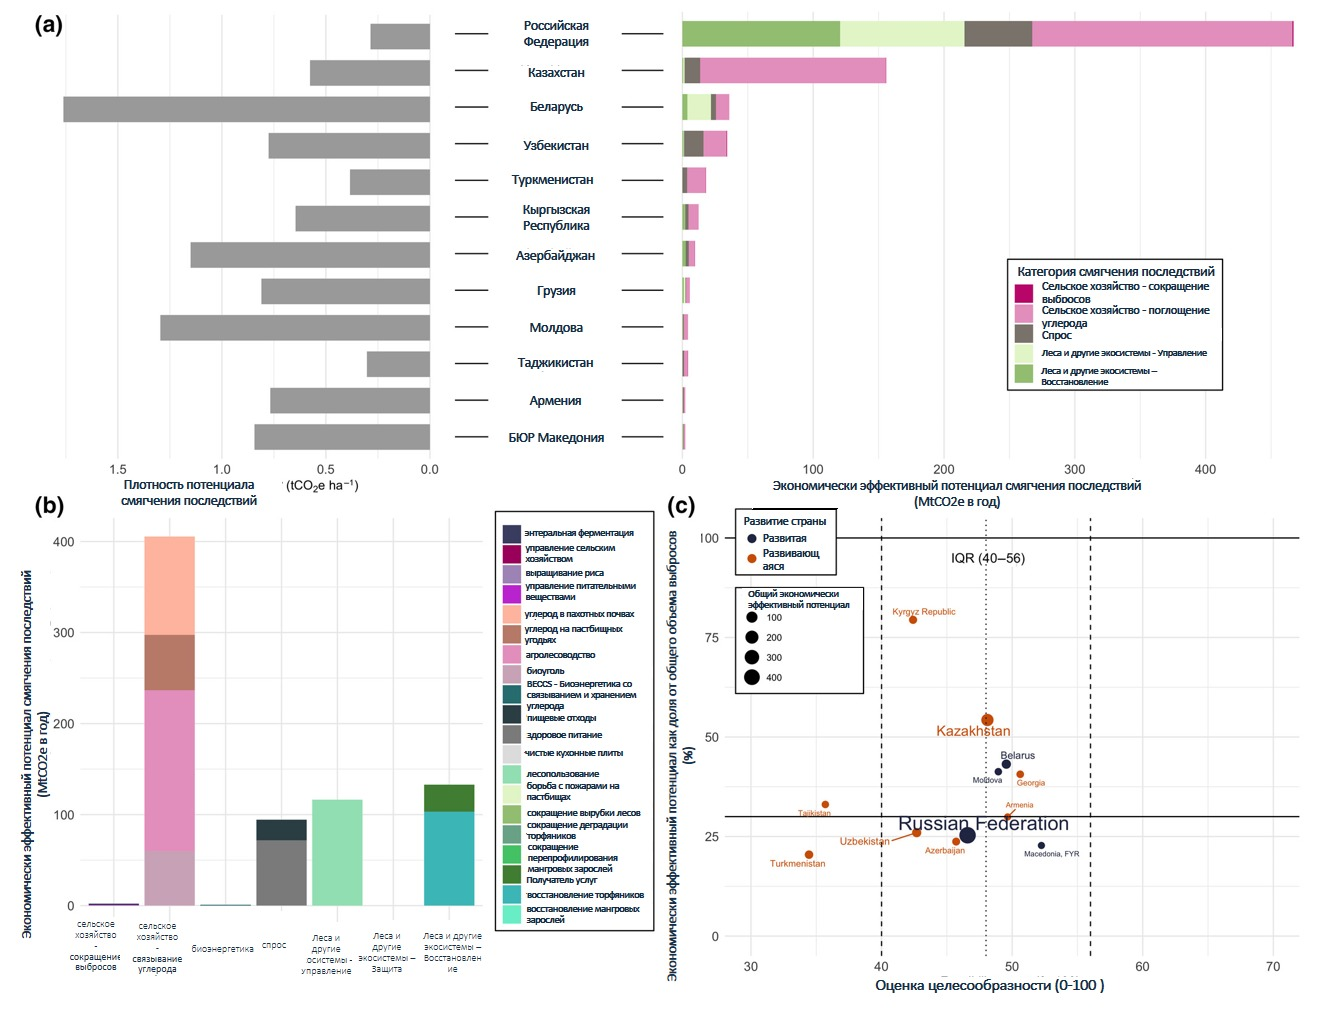 (a)
Российская
Федерация
Казахстан
Беларусь
Узбекистан
Туркменистан
Кыргызская
Республика
Азербайджан
Грузия
Молдова
Таджикистан
Армения
БЮР Македония
1.5
1.0
0.5
0.0
Плотность потенциала
смягчения последствий
(tCO₂e ha⁻¹)
0
100
200
300
400
Экономически эффективный потенциал смягчения последствий
(MtCO2e в год)
Категория смягчения последствий
Сельское хозяйство - сокращение
выбросов
Сельское хозяйство - поглощение
углерода
Спрос
Леса и другие экосистемы - Управление
Леса и другие экосистемы –
Восстановление
(b)
Экономически эффективный потенциал смягчения последствий
(MtCO2e в год)
400
300
200
100
0
сельское
хозяйство
-
сокращение
выбросов
сельское
хозяйство
-
связывание
углерода
биоэнергетика
спрос
Леса и
другие
экосистемы -
Управление
Леса и
другие
экосистемы –
Защита
Леса и другие
экосистемы –
Восстановлен
ие
энтеральная ферментация
управление сельским
хозяйством
выращивание риса
управление питательными
веществами
углерод в пахотных почвах
углерод на пастбищных
угодьях
агролесоводство
биоуголь
BECCS - Биоэнергетика со
связыванием и хранением
углерода
пищевые отходы
здоровое питание
чистые кухонные плиты
лесопользование
борьба с пожарами на
пастбищах
сокращение вырубки лесов
сокращение деградации
торфяников
сокращение
перепрофилирования
мангровых зарослей
Получатель услуг
восстановление торфяников
восстановление мангровых
зарослей
(c)
Экономически эффективный потенциал как доля от общего объема выбросов
(%)
Развитие страны
Развитая
Развивающ
аяся
Общий экономически
эффективный потенциал
100
200
300
400
100
75
50
25
0
IQR (40–56)
Kyrgyz Republic
Kazakhstan
Belarus
Moldova
Georgia
Armenia
Tajikistan
Russian Federation
Uzbekistan
Azerbaijan
Macedonia, FYR
Turkmenistan
30
40
50
60
70
Оценка целесообразности (0-100 )